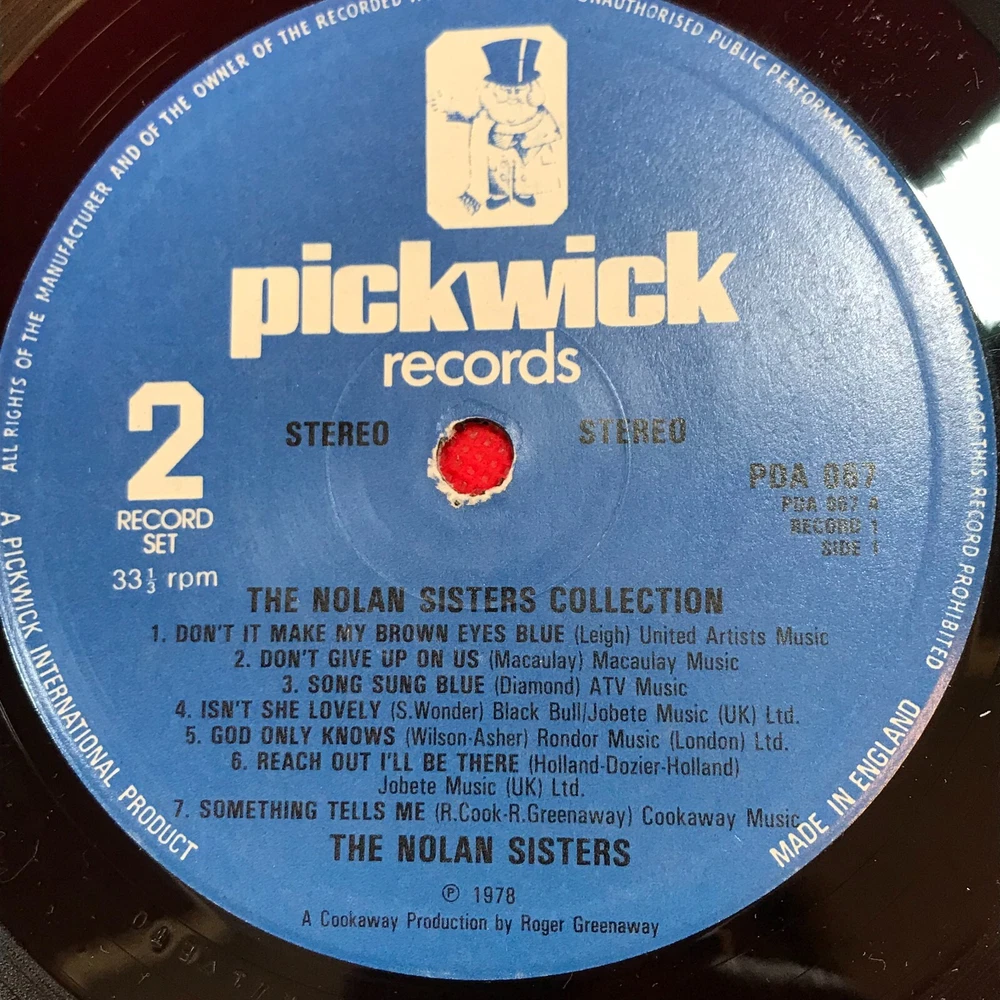 ALL RIGHTS OF THE MANUFACTURER AND OF THE OWNER OF THE RECORDED
UNAUTHORISED PUBLIC PERFORMANCE
COPYING OF THIS RECORD PROHIBITED
pickwick
records
2
RECORD
SET
33⅓ rpm
STEREO STEREO
PDA 067
PDA 067 A
RECORD 1
SIDE 1
THE NOLAN SISTERS COLLECTION
1. DON'T IT MAKE MY BROWN EYES BLUE (Leigh) United Artists Music
2. DON'T GIVE UP ON US (Macaulay) Macaulay Music
3. SONG SUNG BLUE (Diamond) ATV Music
4. ISN'T SHE LOVELY (S.Wonder) Black Bull/Jobete Music (UK) Ltd.
5. GOD ONLY KNOWS (Wilson-Asher) Rondor Music (London) Ltd.
6. REACH OUT I'LL BE THERE (Holland-Dozier-Holland)
Jobete Music (UK) Ltd.
7. SOMETHING TELLS ME (R.Cook-R.Greenaway) Cookaway Music
THE NOLAN SISTERS
℗ 1978
A Cookaway Production by Roger Greenaway
A PICKWICK INTERNATIONAL PRODUCT
MADE IN ENGLAND